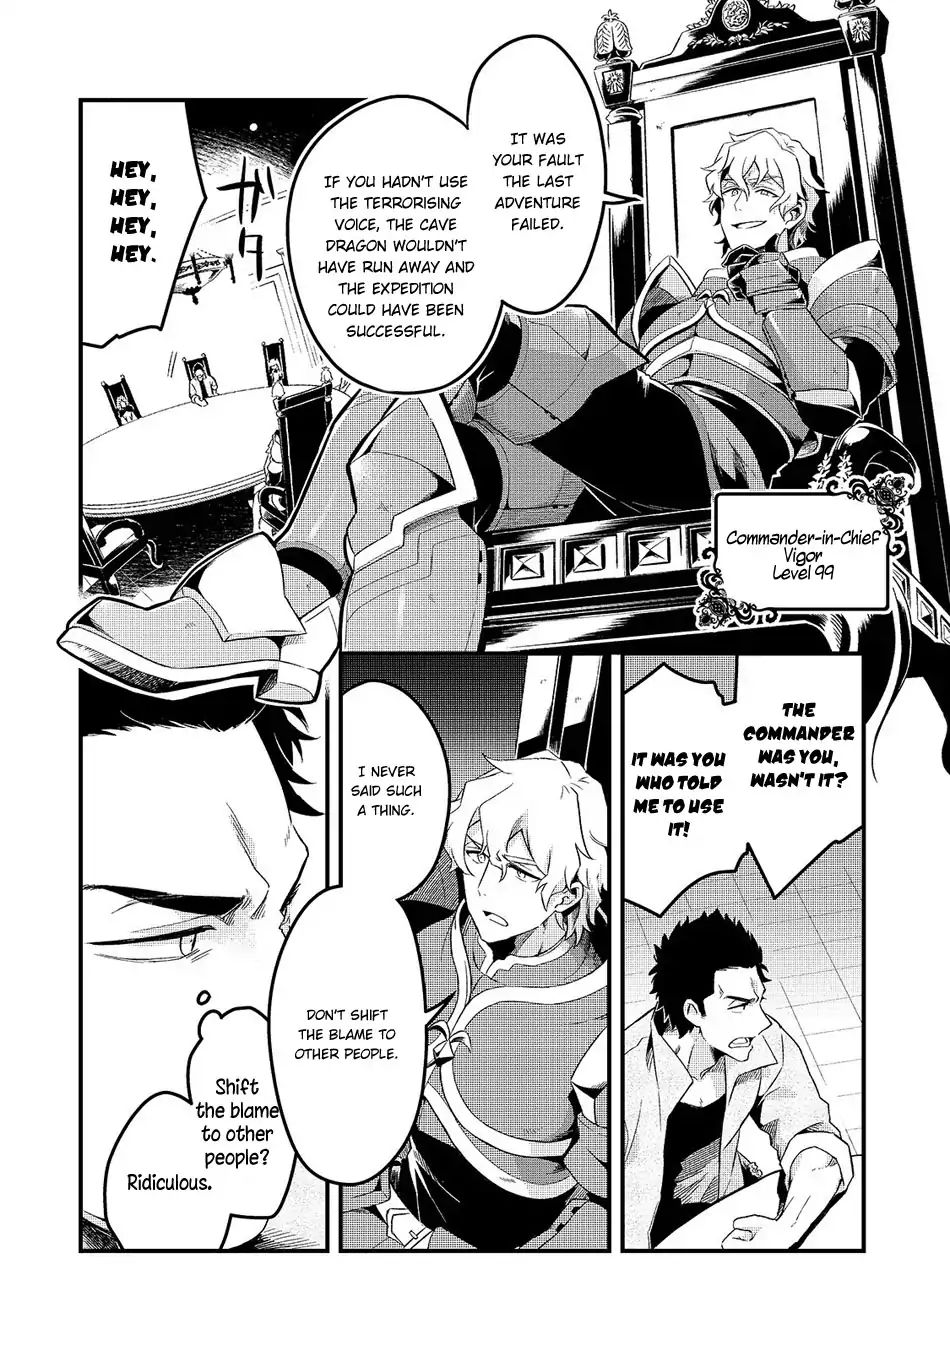 IT WAS
YOUR FAULT
THE LAST
ADVENTURE
FAILED.
IF YOU HADN'T USE
THE TERRORISING
VOICE, THE CAVE
DRAGON WOULDN'T
HAVE RUN AWAY AND
THE EXPEDITION
COULD HAVE BEEN
SUCCESSFUL.
ガタ
HEY,
HEY,
HEY,
HEY.
Commander-in-Chief
Vigor
Level 99
THE
COMMANDER
WAS YOU,
WASN'T IT?
IT WAS YOU
WHO TOLD
ME TO USE
IT!
I NEVER
SAID SUCH
A THING.
DON'T SHIFT
THE BLAME TO
OTHER PEOPLE.
Shift
the blame
to other
people?
Ridiculous.